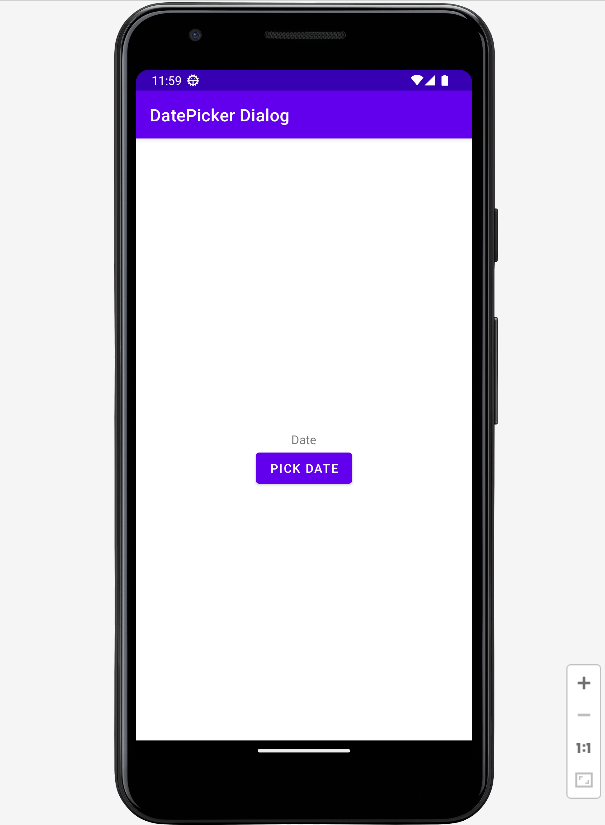 11:59
DatePicker Dialog
Date
PICK DATE
1:1